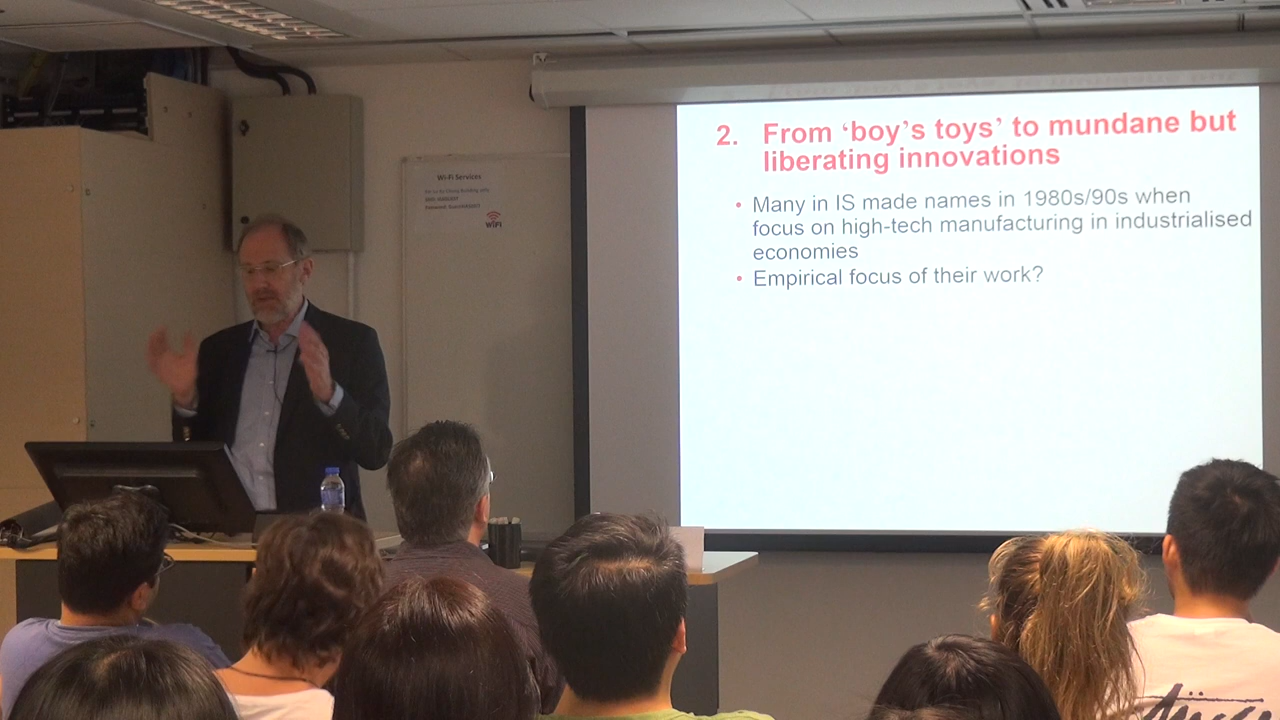 2. From ‘boy’s toys’ to mundane but
liberating innovations
• Many in IS made names in 1980s/90s when
focus on high-tech manufacturing in industrialised
economies
• Empirical focus of their work?
Wi-Fi Services
WiFi